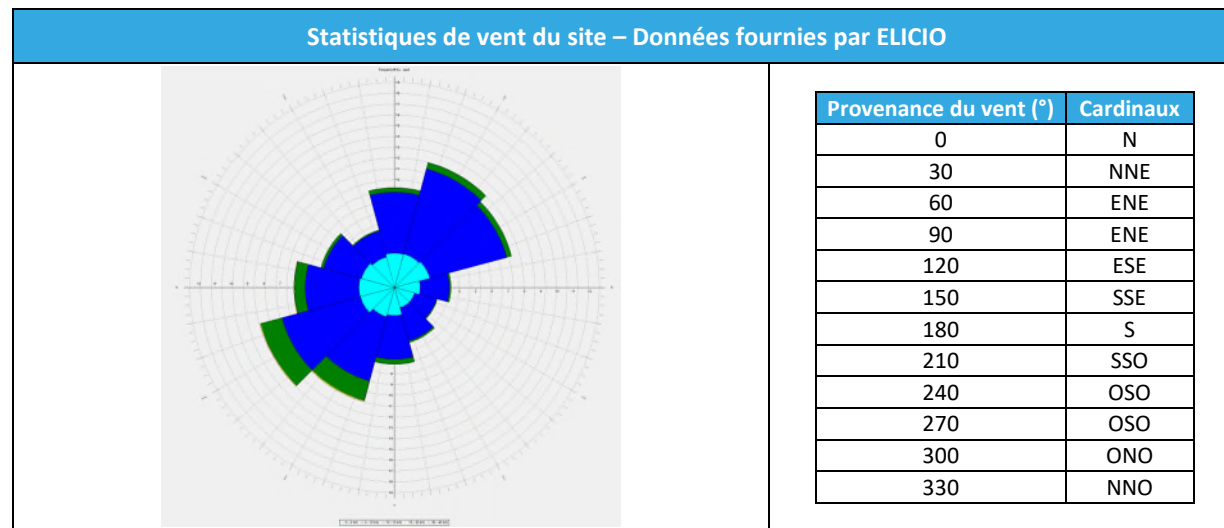 Statistiques de vent du site – Données fournies par ELICIO
Provenance du vent (°) Cardinaux
0 N
30 NNE
60 ENE
90 ENE
120 ESE
150 SSE
180 S
210 SSO
240 OSO
270 OSO
300 ONO
330 NNO